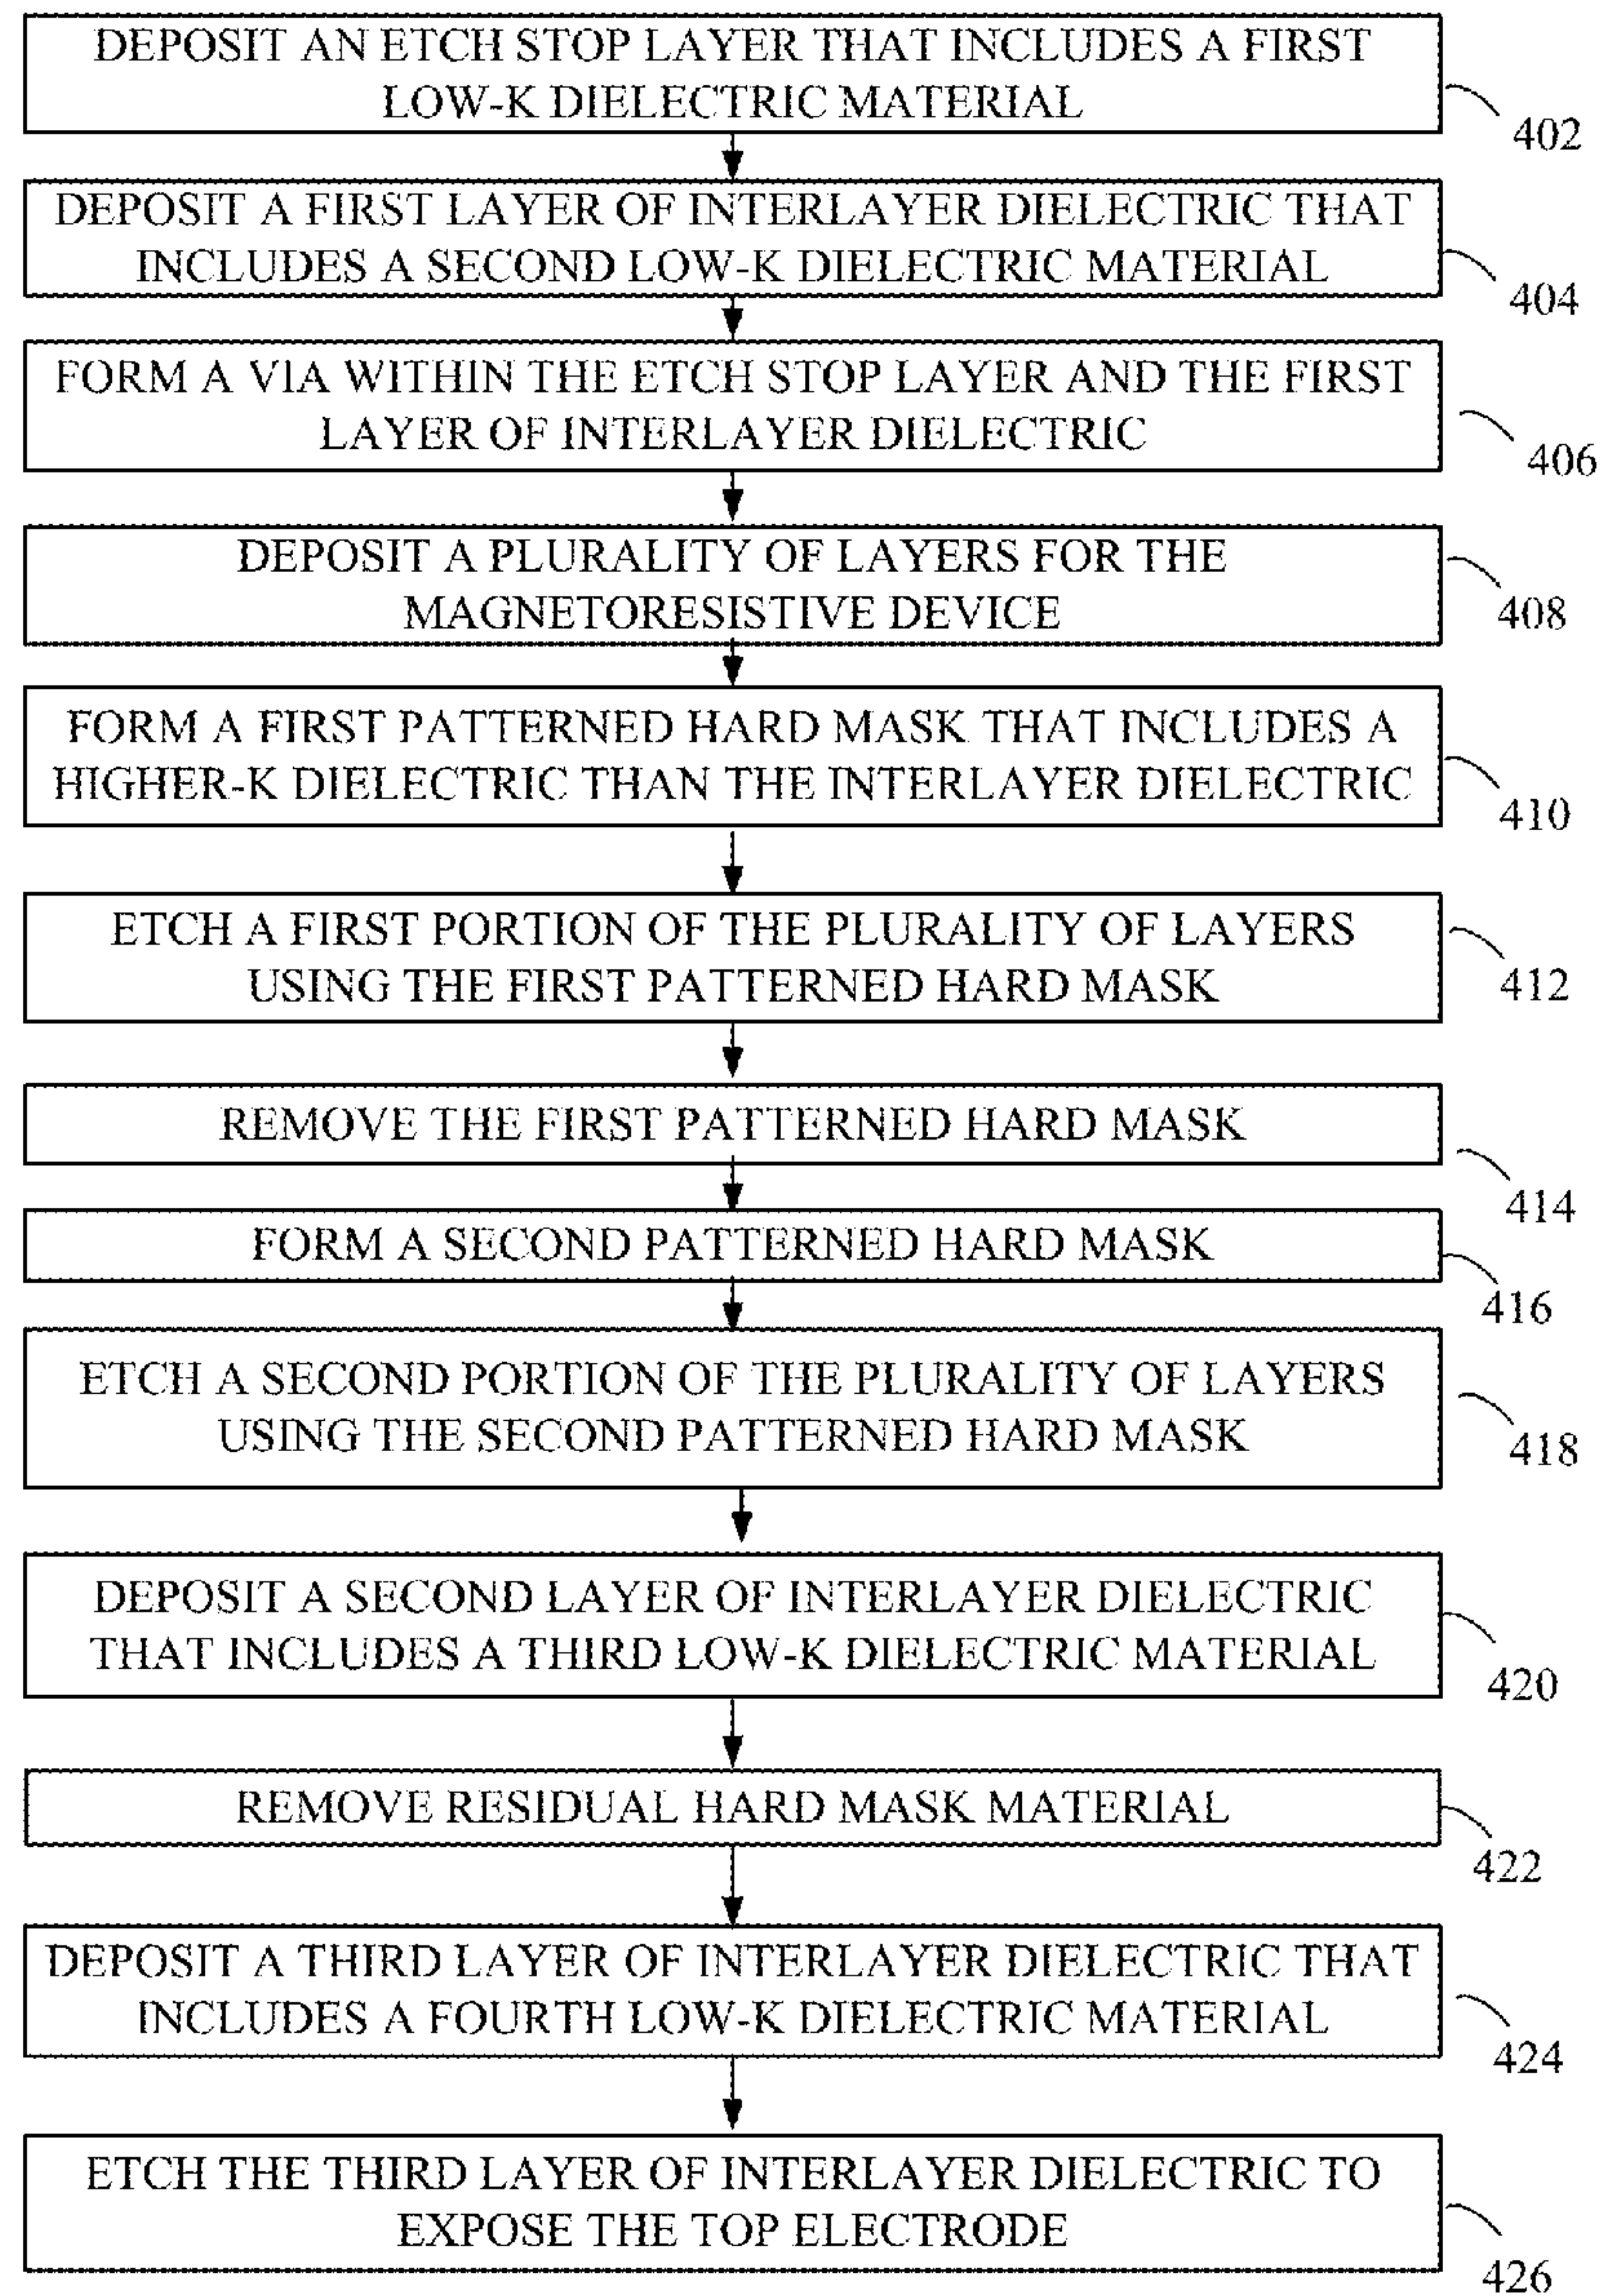 DEPOSIT AN ETCH STOP LAYER THAT INCLUDES A FIRST
LOW-K DIELECTRIC MATERIAL
402
DEPOSIT A FIRST LAYER OF INTERLAYER DIELECTRIC THAT
INCLUDES A SECOND LOW-K DIELECTRIC MATERIAL
404
FORM A VIA WITHIN THE ETCH STOP LAYER AND THE FIRST
LAYER OF INTERLAYER DIELECTRIC
406
DEPOSIT A PLURALITY OF LAYERS FOR THE
MAGNETORESISTIVE DEVICE
408
FORM A FIRST PATTERNED HARD MASK THAT INCLUDES A
HIGHER-K DIELECTRIC THAN THE INTERLAYER DIELECTRIC
410
ETCH A FIRST PORTION OF THE PLURALITY OF LAYERS
USING THE FIRST PATTERNED HARD MASK
412
REMOVE THE FIRST PATTERNED HARD MASK
414
FORM A SECOND PATTERNED HARD MASK
416
ETCH A SECOND PORTION OF THE PLURALITY OF LAYERS
USING THE SECOND PATTERNED HARD MASK
418
DEPOSIT A SECOND LAYER OF INTERLAYER DIELECTRIC
THAT INCLUDES A THIRD LOW-K DIELECTRIC MATERIAL
420
REMOVE RESIDUAL HARD MASK MATERIAL
422
DEPOSIT A THIRD LAYER OF INTERLAYER DIELECTRIC THAT
INCLUDES A FOURTH LOW-K DIELECTRIC MATERIAL
424
ETCH THE THIRD LAYER OF INTERLAYER DIELECTRIC TO
EXPOSE THE TOP ELECTRODE
426